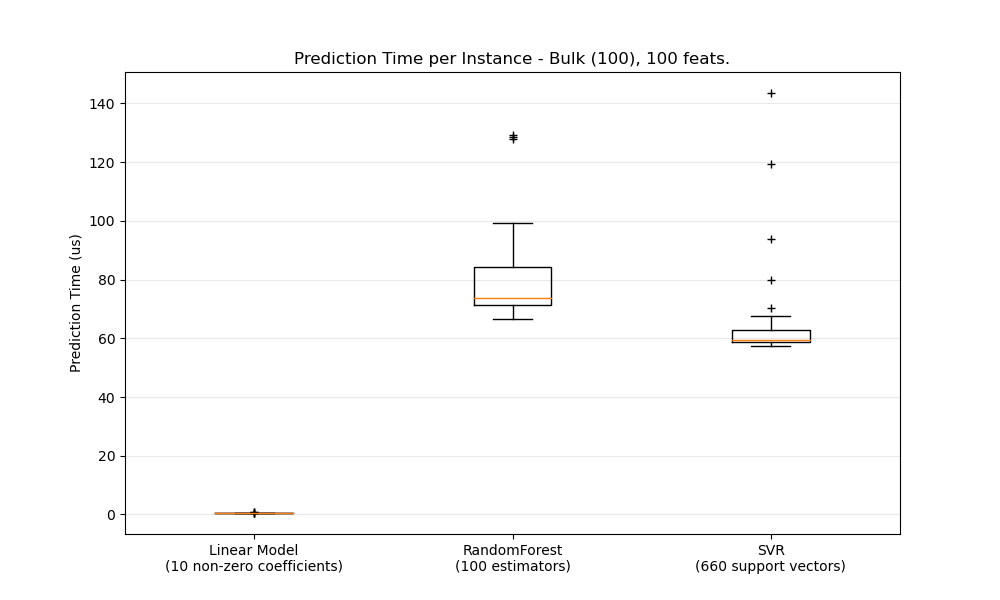 Prediction Time per Instance - Bulk (100), 100 feats.
Prediction Time (us)
140
120
100
80
60
40
20
0
Linear Model
(10 non-zero coefficients)
RandomForest
(100 estimators)
SVR
(660 support vectors)